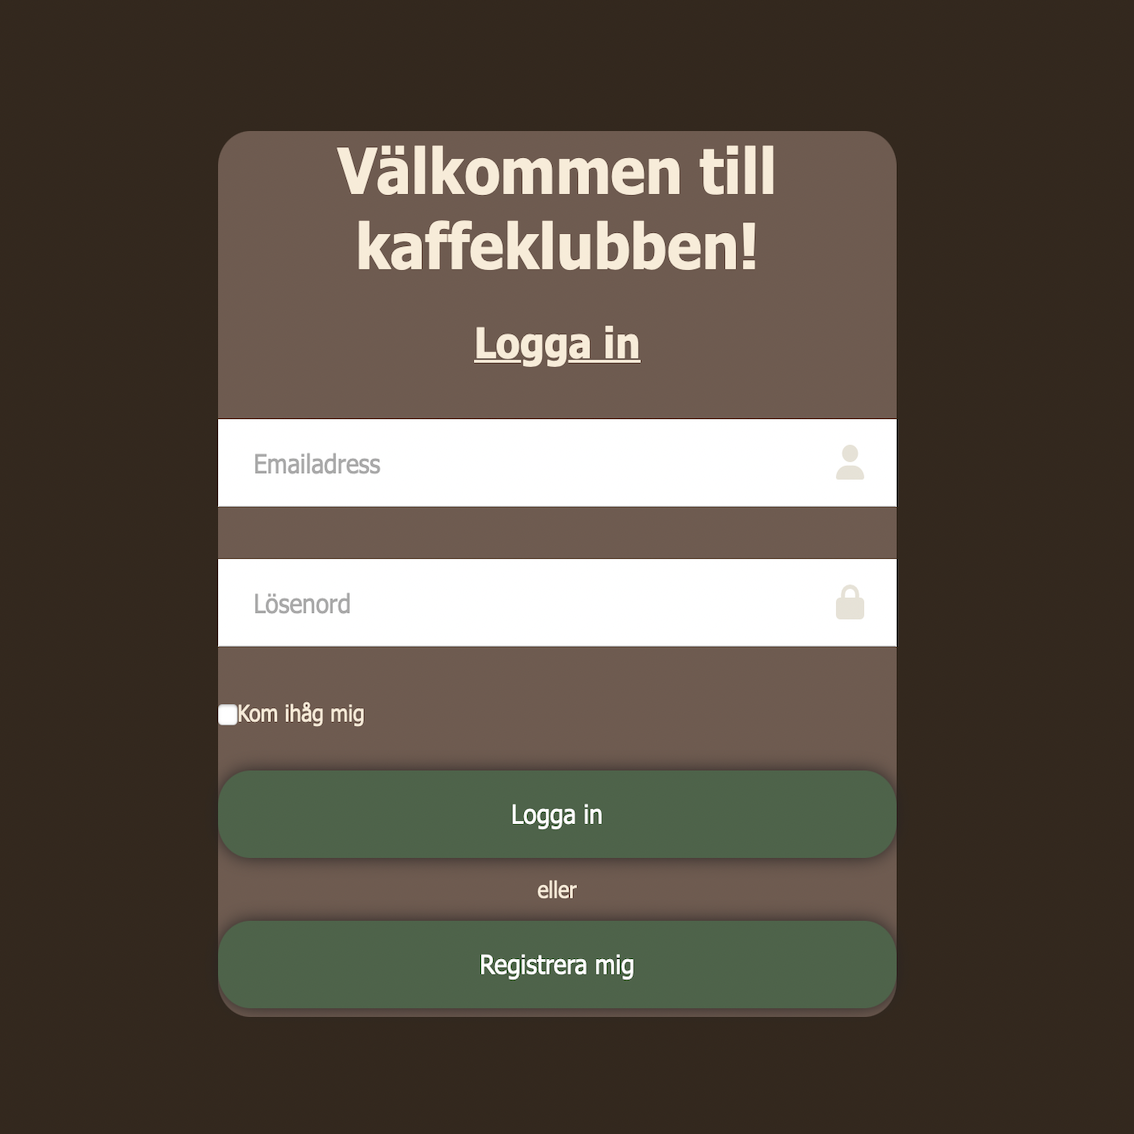 Välkommen till
kaffeklubben!
Logga in
Emailadress
Lösenord
Kom ihåg mig
Logga in
eller
Registrera mig